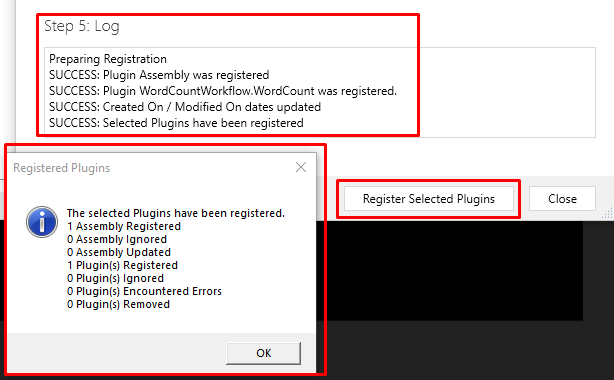 Step 5: Log
Preparing Registration
SUCCESS: Plugin Assembly was registered
SUCCESS: Plugin WordCountWorkflow.WordCount was registered.
SUCCESS: Created On / Modified On dates updated
SUCCESS: Selected Plugins have been registered
Register Selected Plugins
Close
Registered Plugins
The selected Plugins have been registered.
1 Assembly Registered
0 Assembly Ignored
0 Assembly Updated
1 Plugin(s) Registered
0 Plugin(s) Ignored
0 Plugin(s) Encountered Errors
0 Plugin(s) Removed
OK